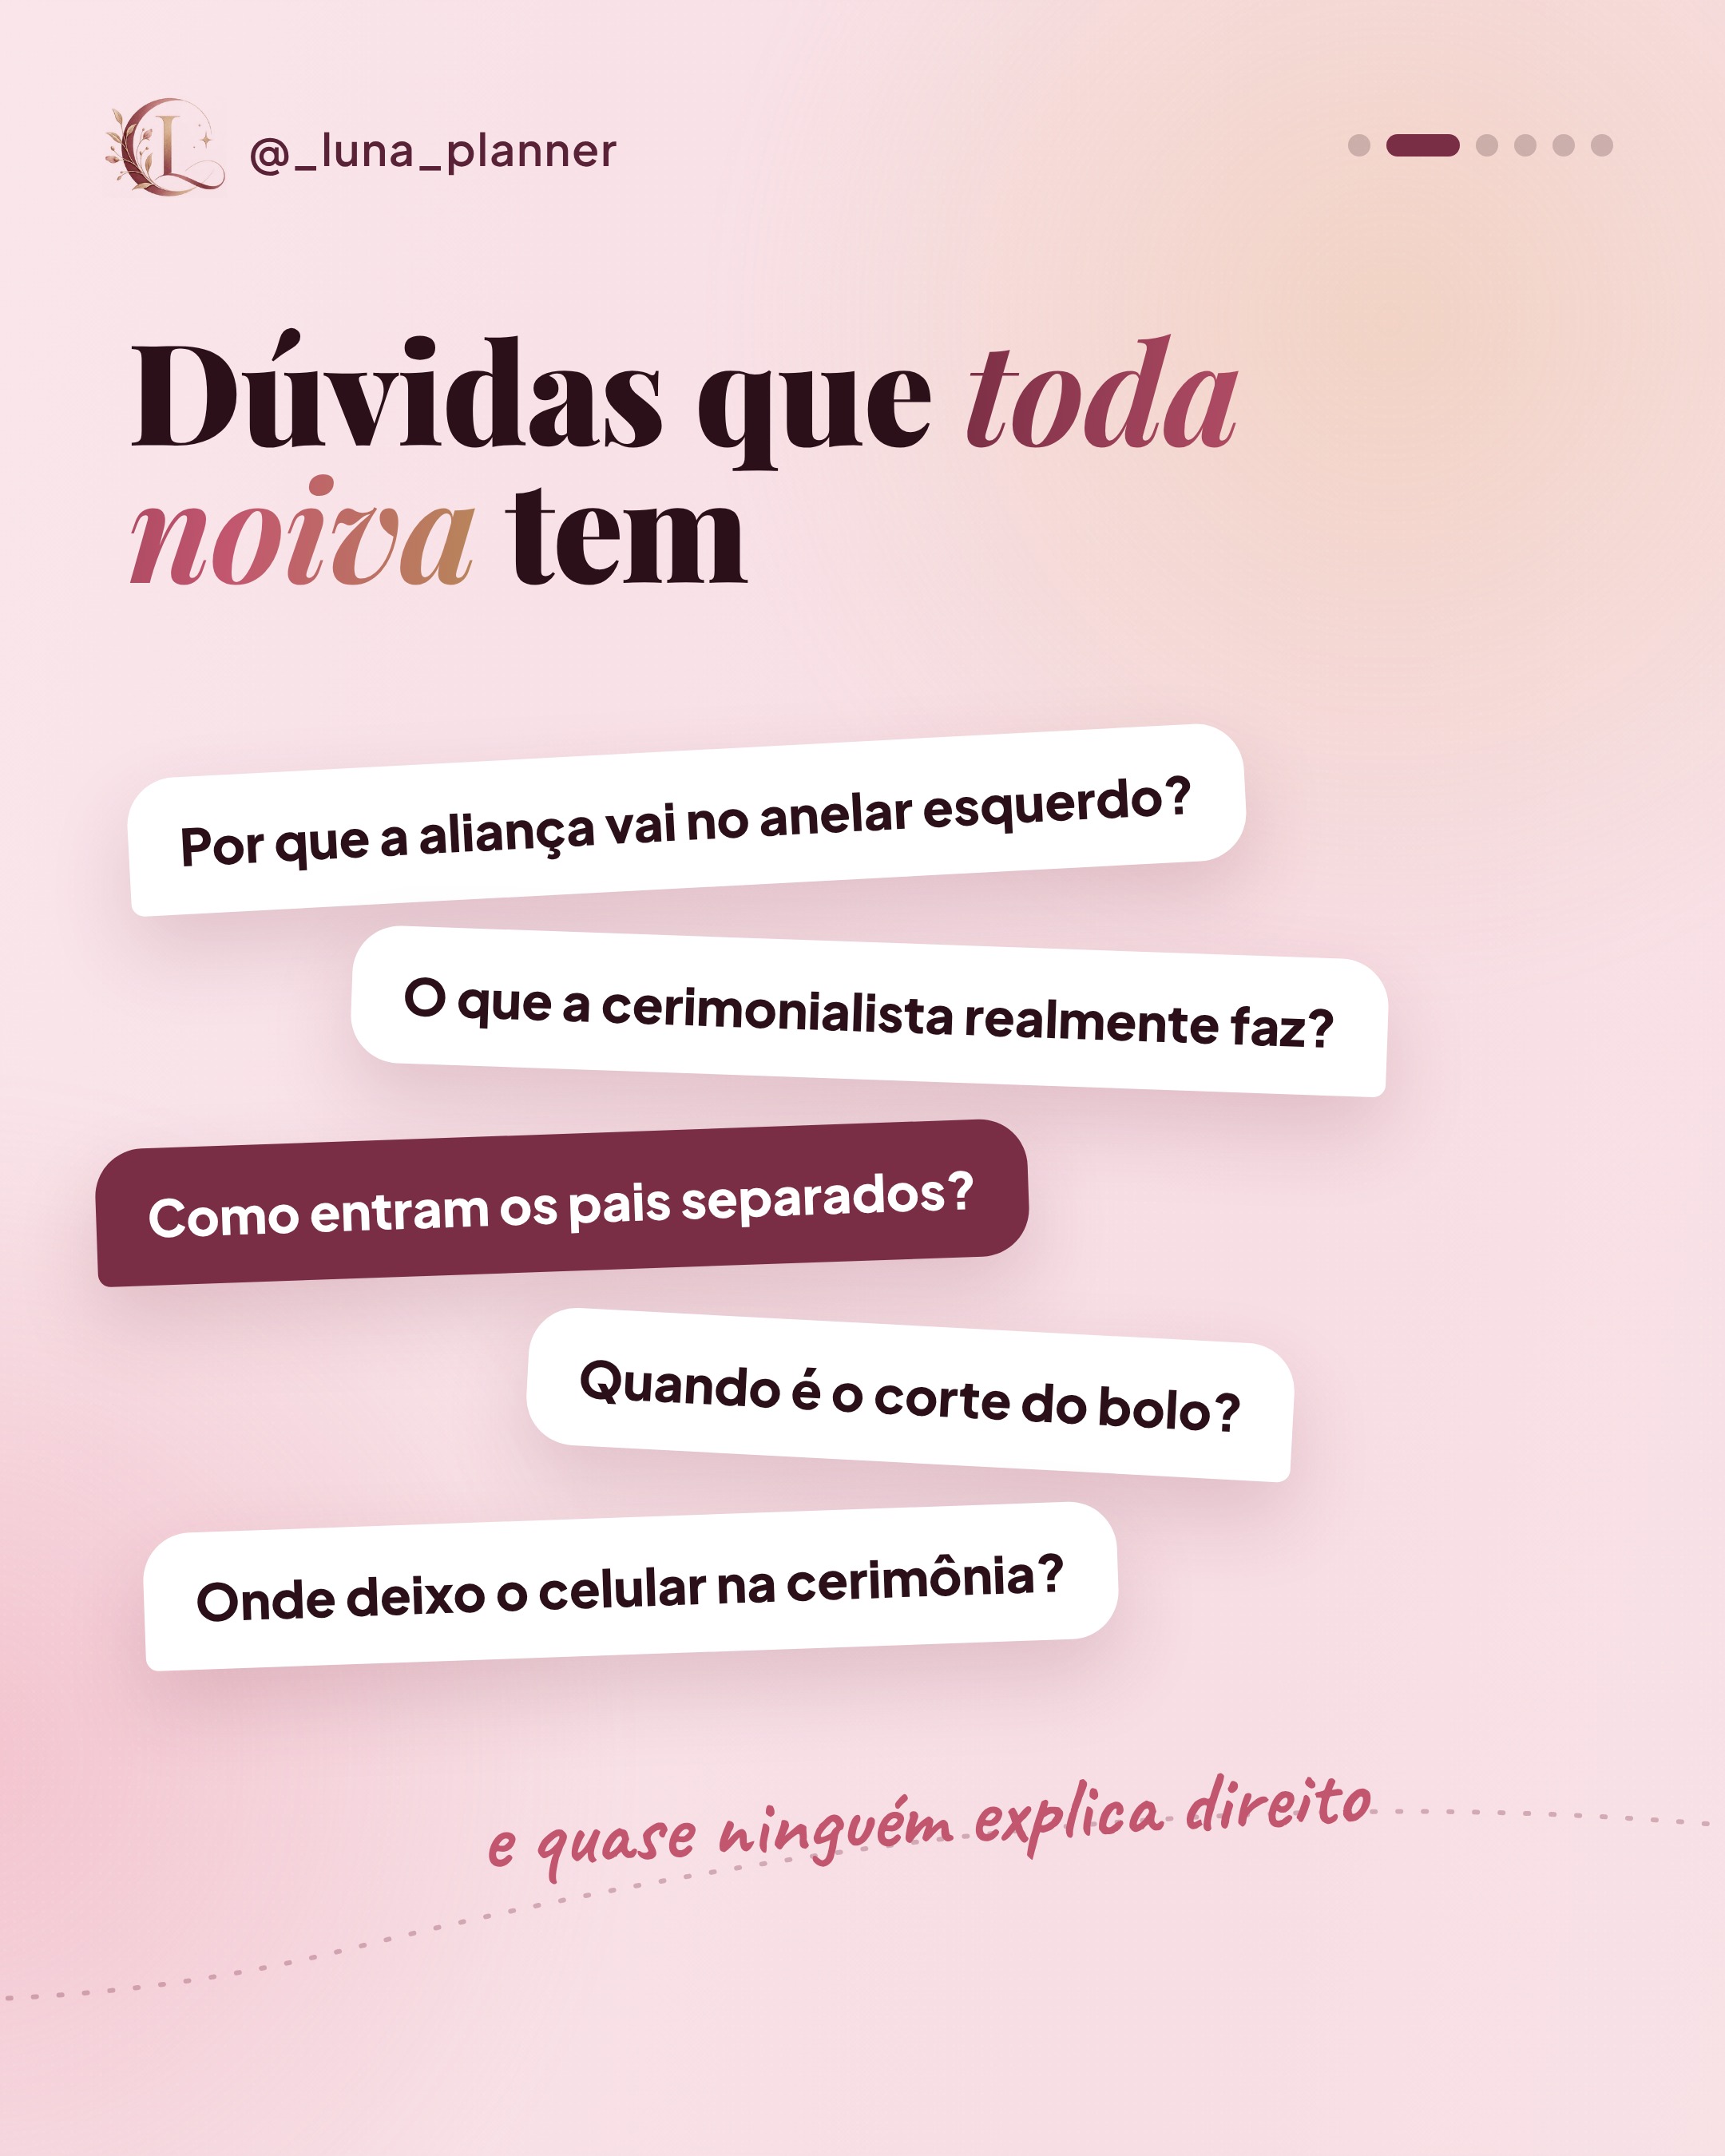 @_luna_planner
Dúvidas que toda
noiva tem
Por que a aliança vai no anelar esquerdo?
O que a cerimonialista realmente faz?
Como entram os pais separados?
Quando é o corte do bolo?
Onde deixo o celular na cerimônia?
e quase ninguém explica direito